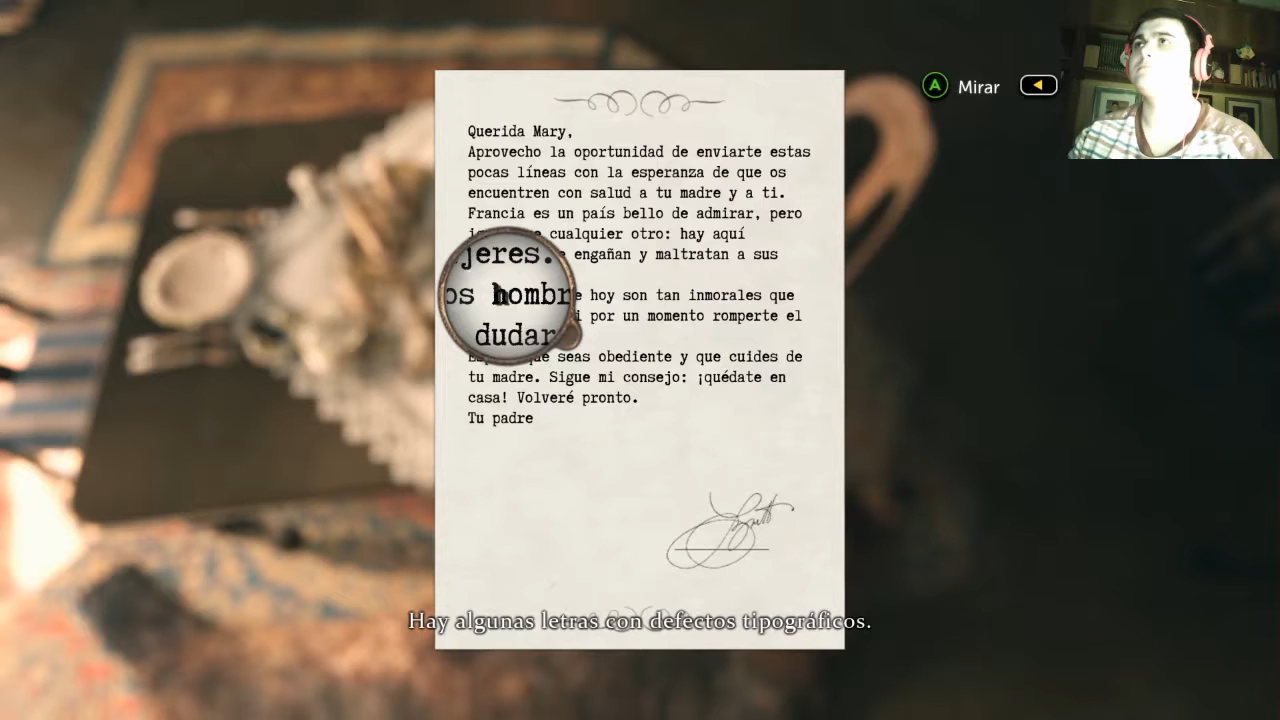 Mirar
Querida Mary,
Aprovecho la oportunidad de enviarte estas
pocas líneas con la esperanza de que os
encuentren con salud a tu madre y a ti.
Francia es un país bello de admirar, pero
cualquier otro: hay aquí
jeres. engañan y maltratan a sus
os hombr hoy son tan inmorales que
dudar por un momento romperte el
seas obediente y que cuides de
tu madre. Sigue mi consejo: ¡quédate en
casa! Volveré pronto.
Tu padre
Hay algunas letras con defectos tipográficos.